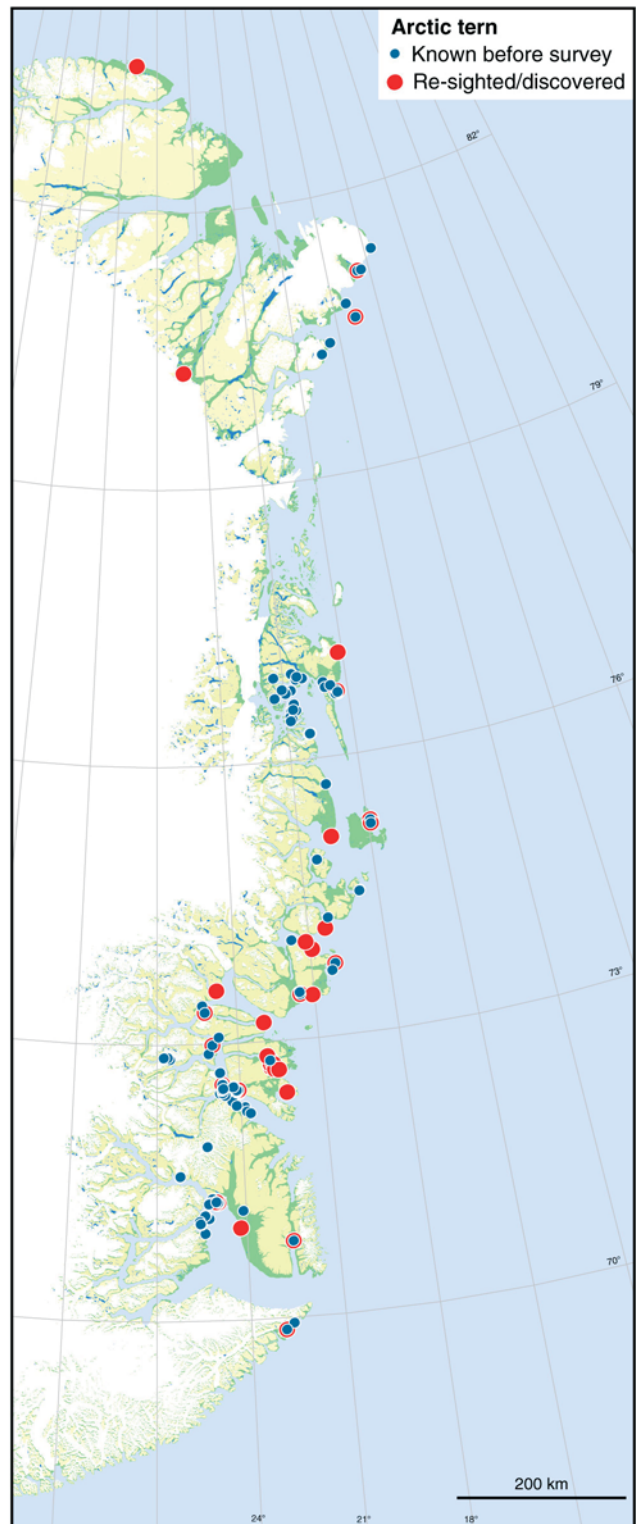 Arctic tern
Known before survey
Re-sighted/discovered
82°
79°
76°
73°
70°
200 km
24°
21°
18°